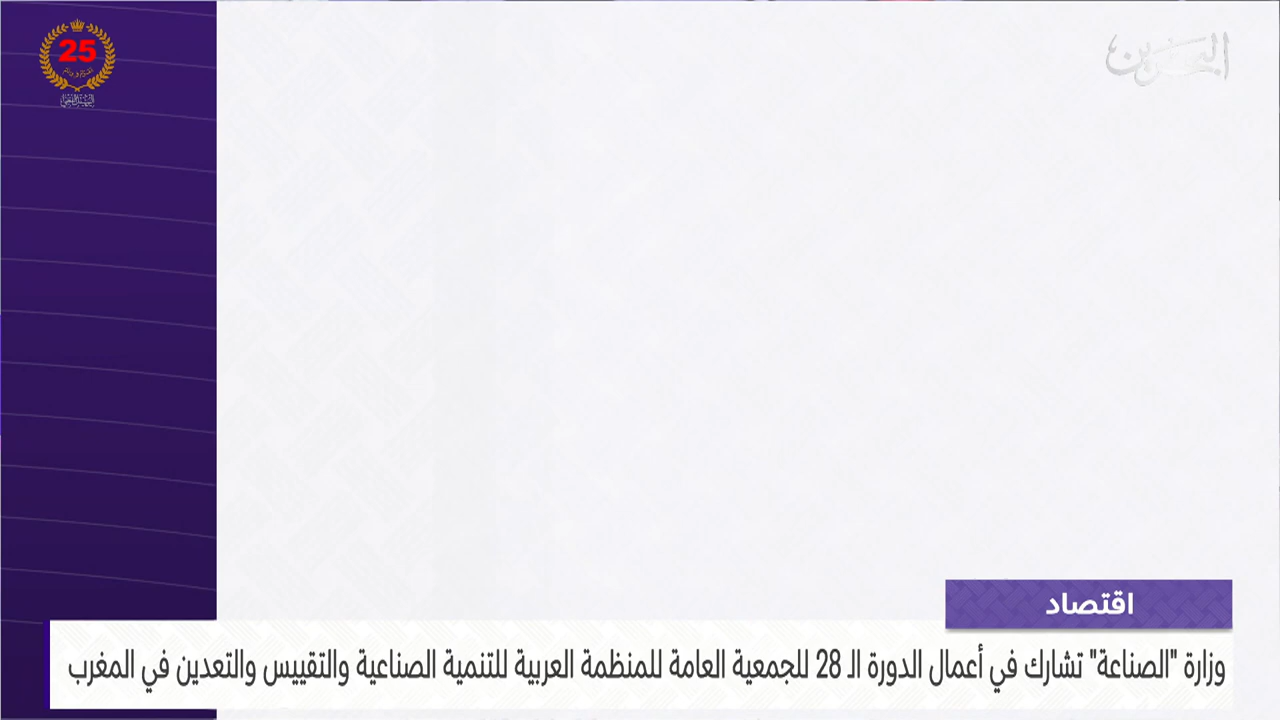 25
البحرين
اقتصاد
وزارة "الصناعة" تشارك في أعمال الدورة الـ 28 للجمعية العامة للمنظمة العربية للتنمية الصناعية والتقييس والتعدين في المغرب